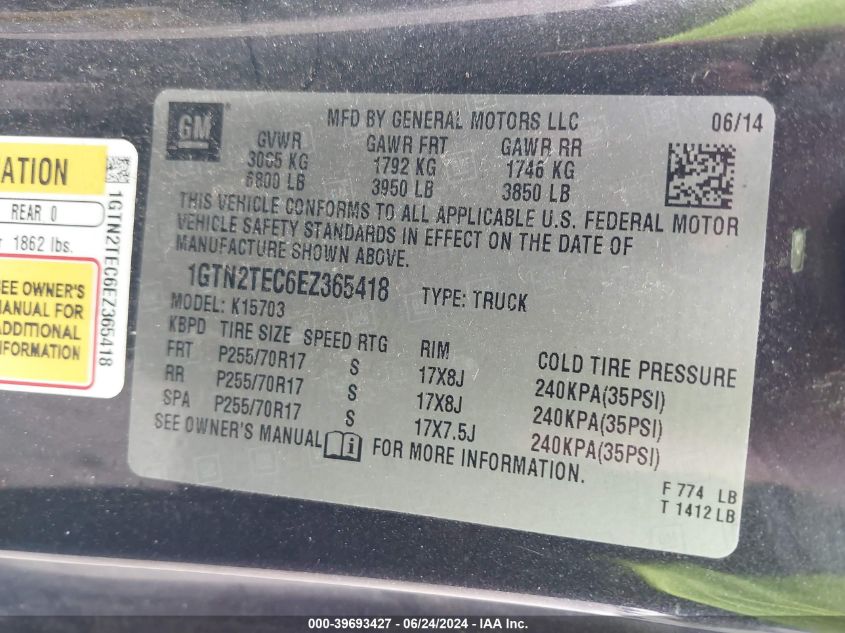 GM
MFD BY GENERAL MOTORS LLC 06/14
GVWR GAWR FRT GAWR RR
3085 KG 1792 KG 1746 KG
6800 LB 3950 LB 3850 LB
THIS VEHICLE CONFORMS TO ALL APPLICABLE U.S. FEDERAL MOTOR
VEHICLE SAFETY STANDARDS IN EFFECT ON THE DATE OF
MANUFACTURE SHOWN ABOVE.
1GTN2TEC6EZ365418 TYPE: TRUCK
MODEL: K15703
KBPD TIRE SIZE SPEED RTG RIM COLD TIRE PRESSURE
FRT P255/70R17 S 17X8J 240KPA(35PSI)
RR P255/70R17 S 17X8J 240KPA(35PSI)
SPA P255/70R17 S 17X7.5J 240KPA(35PSI)
SEE OWNER'S MANUAL FOR MORE INFORMATION.
F 774 LB
T 1412 LB
ATION
REAR 0
r 1862 lbs.
SEE OWNER'S
MANUAL FOR
ADDITIONAL
INFORMATION
1GTN2TEC6EZ365418
000-39693427 - 06/24/2024 - IAAI - Copart, Inc.